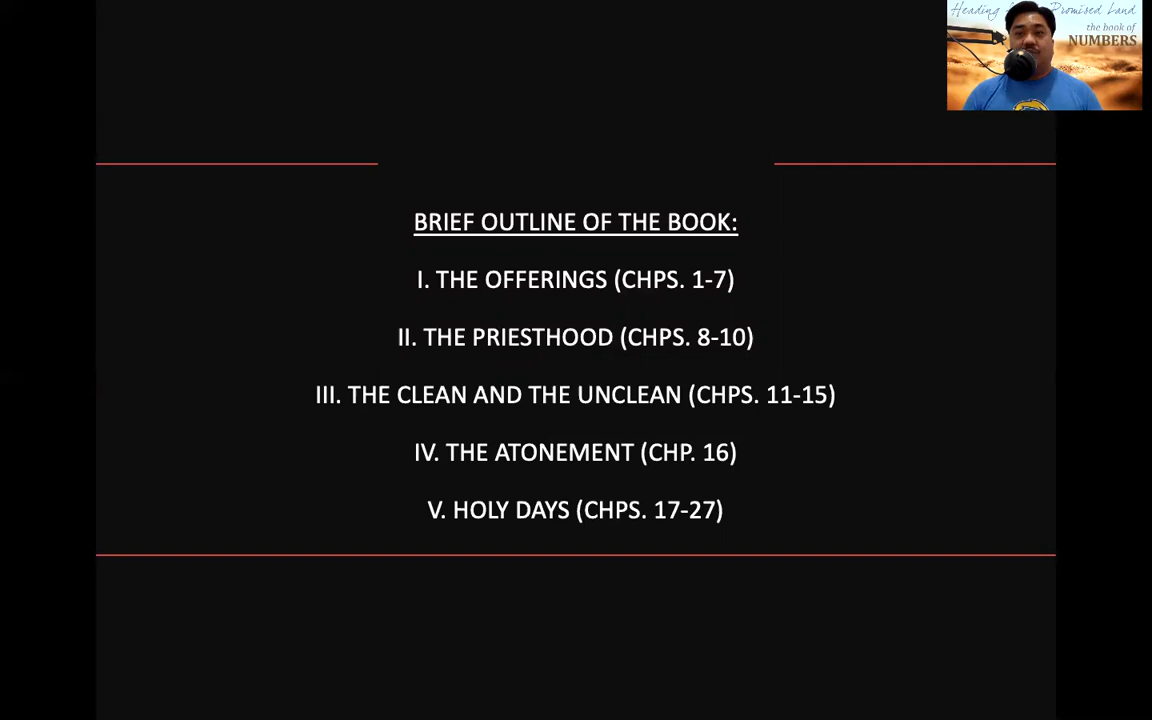 Heading
Promised Land
the book of
NUMBERS
BRIEF OUTLINE OF THE BOOK:
I. THE OFFERINGS (CHPS. 1-7)
II. THE PRIESTHOOD (CHPS. 8-10)
III. THE CLEAN AND THE UNCLEAN (CHPS. 11-15)
IV. THE ATONEMENT (CHP. 16)
V. HOLY DAYS (CHPS. 17-27)